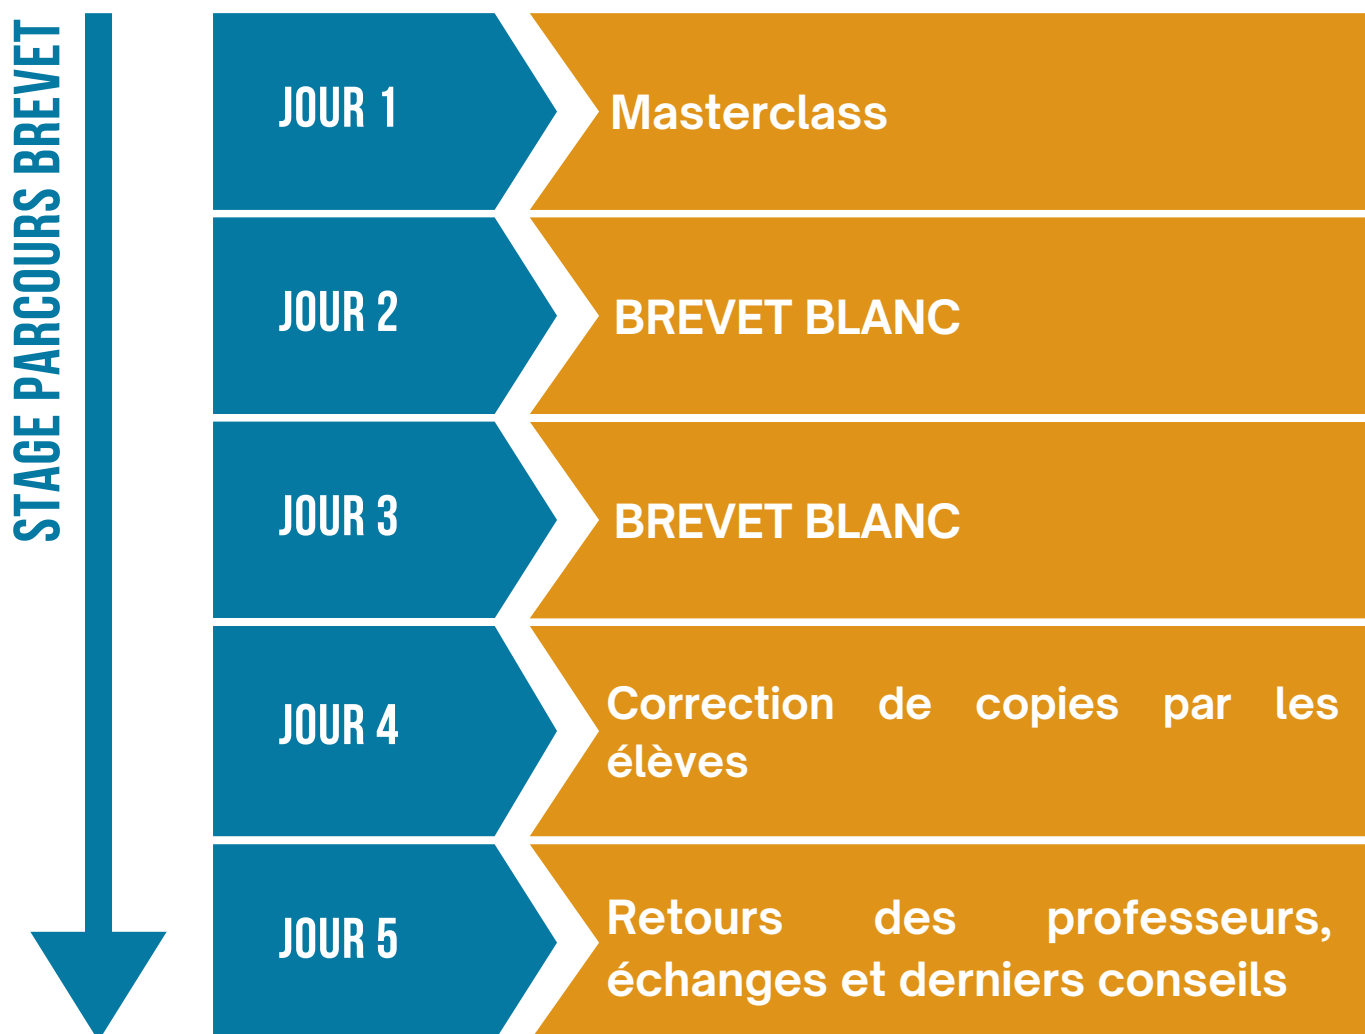 STAGE PARCOURS BREVET
JOUR 1
Masterclass
JOUR 2
BREVET BLANC
JOUR 3
BREVET BLANC
JOUR 4
Correction de copies par les
élèves
JOUR 5
Retours des professeurs,
échanges et derniers conseils